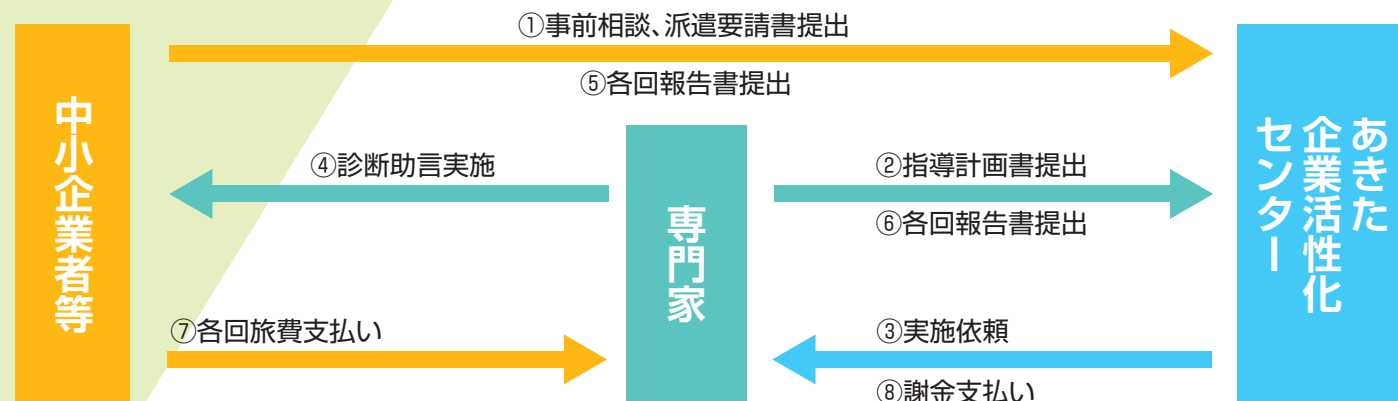 ①事前相談、派遣要請書提出
⑤各回報告書提出
中小企業者等
④診断助言実施
専門家
②指導計画書提出
⑥各回報告書提出
あきた
企業活性化
センター
⑦各回旅費支払い
③実施依頼
⑧謝金支払い